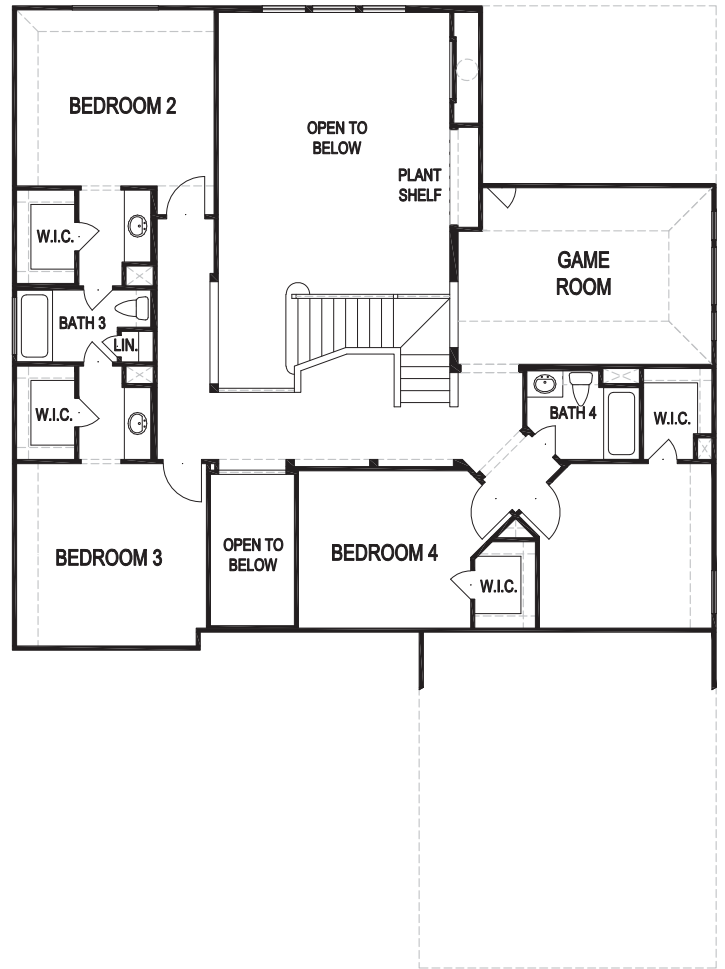 BEDROOM 2
OPEN TO
BELOW
PLANT
SHELF
W.I.C.
GAME
ROOM
BATH 3
LIN.
W.I.C.
BATH 4
W.I.C.
BEDROOM 3
OPEN TO
BELOW
BEDROOM 4
W.I.C.